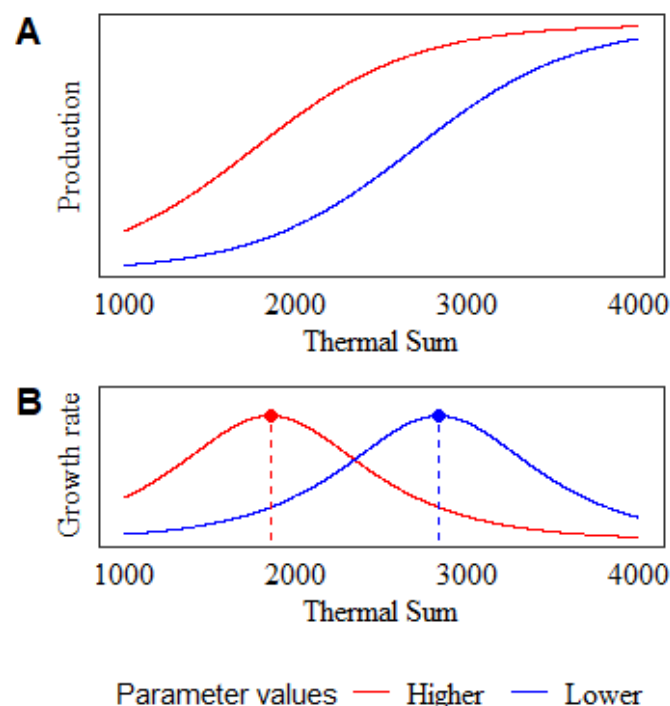 A
Production
1000 2000 3000 4000
Thermal Sum
B
Growth rate
1000 2000 3000 4000
Thermal Sum
Parameter values Higher Lower